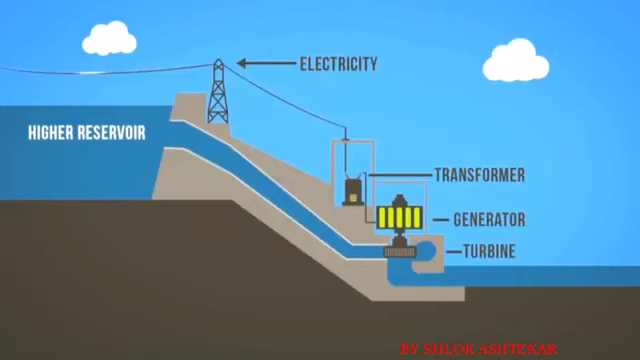 ELECTRICITY
HIGHER RESERVOIR
TRANSFORMER
GENERATOR
TURBINE
BY SHLOK ASHTEKAR